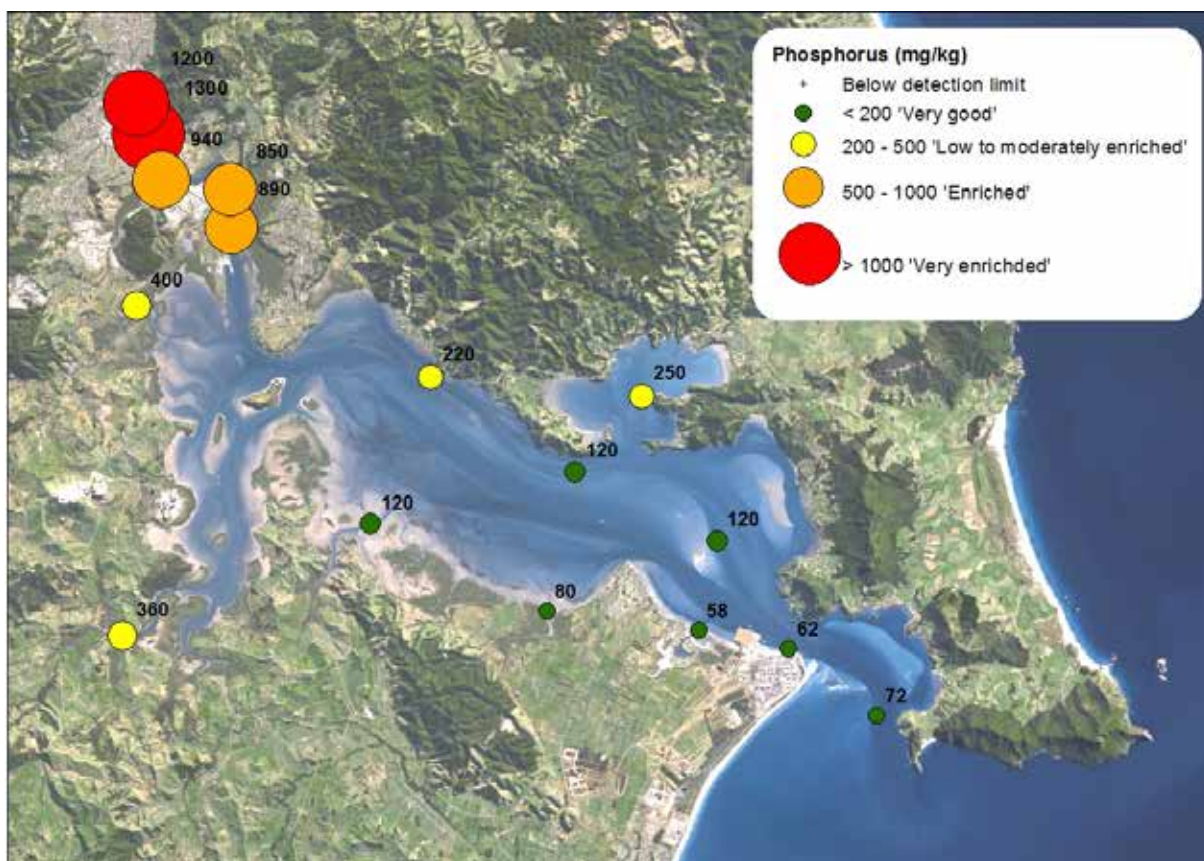 Phosphorus (mg/kg)
Below detection limit
< 200 'Very good'
200 - 500 'Low to moderately enriched'
500 - 1000 'Enriched'
> 1000 'Very enrichded'
1200
1300
940
850
890
400
220
250
120
120
120
80
58
360
62
72